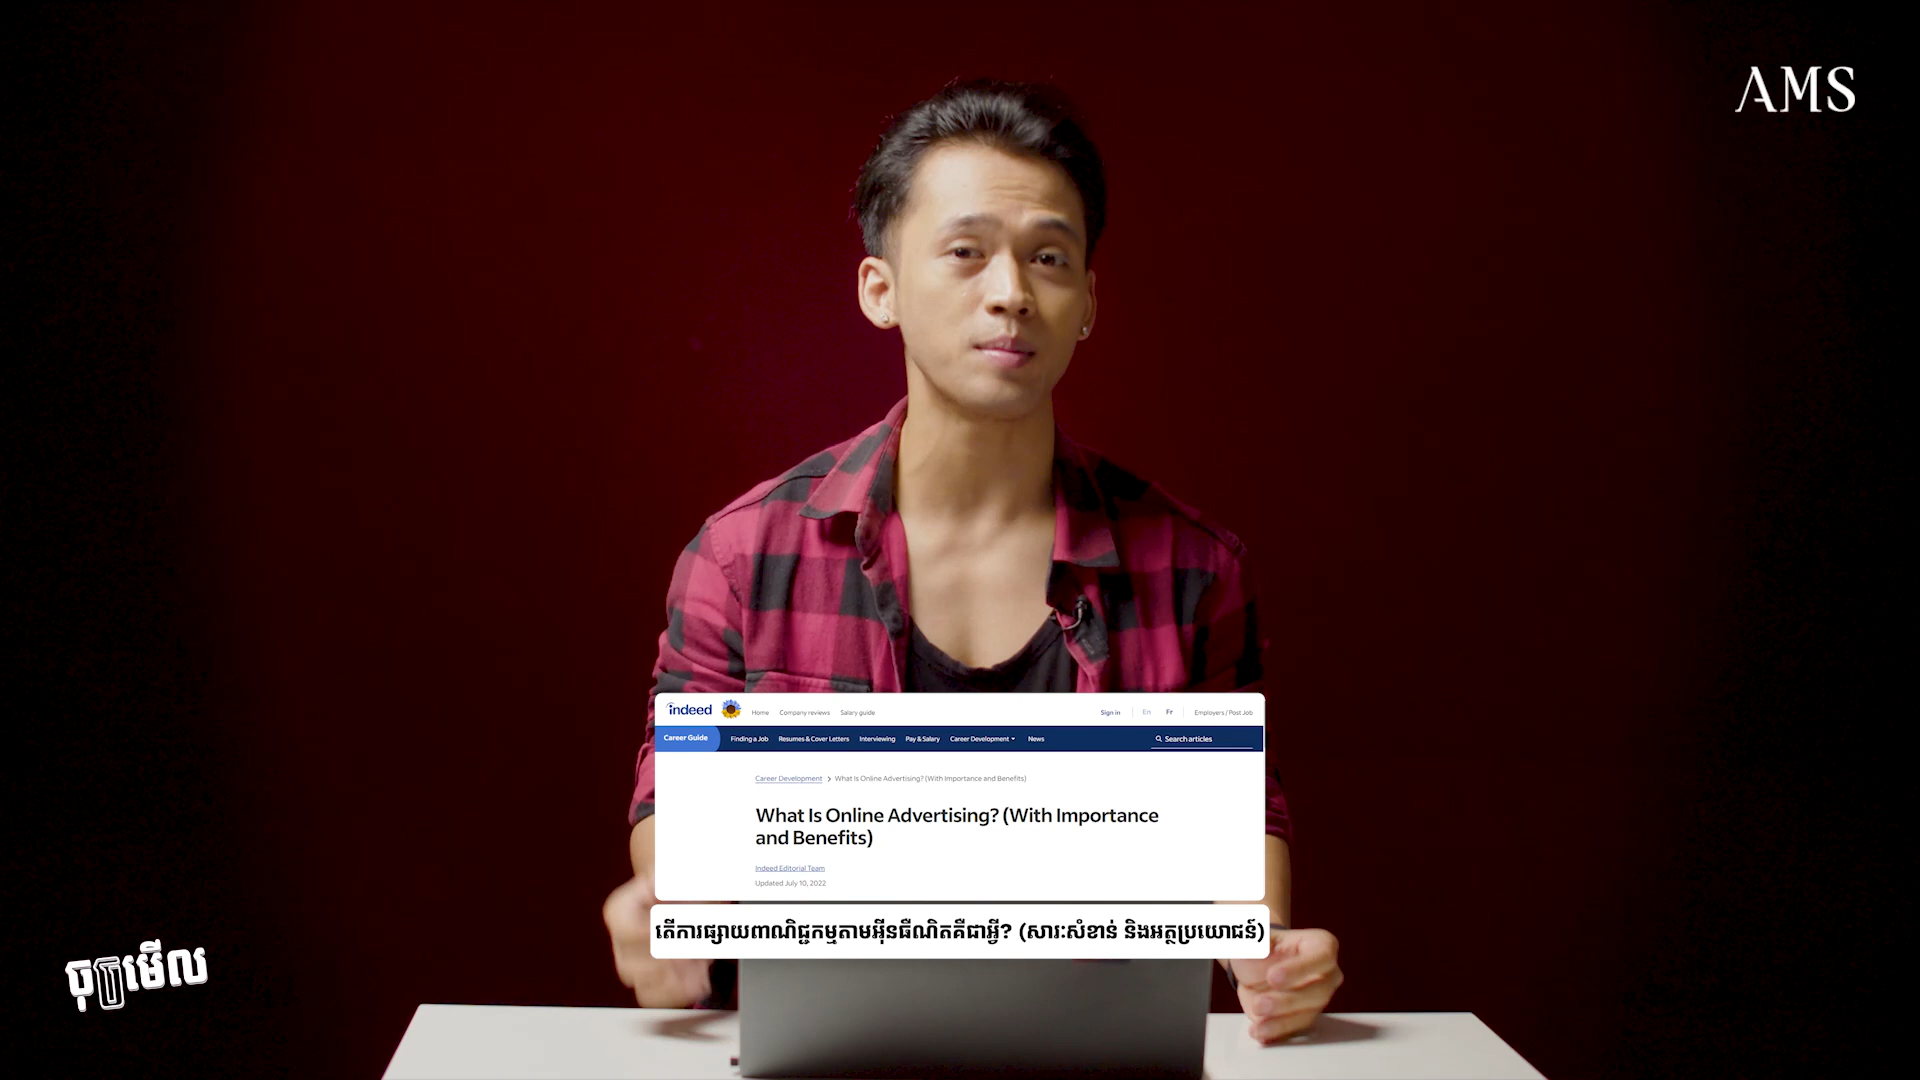 AMS
indeed
Home Company reviews Salary guide Sign in En Fr Employers / Post Job
Career Guide Finding a Job Resumes & Cover Letters Interviewing Pay & Salary Career Development News Search articles
Career Development > What Is Online Advertising? (With Importance and Benefits)
What Is Online Advertising? (With Importance
and Benefits)
Indeed Editorial Team
Updated July 10, 2022
តើការផ្សាយពាណិជ្ជកម្មតាមអ៊ីនធឺណិតគឺជាអ្វី? (សារៈសំខាន់ និងអត្ថប្រយោជន៍)